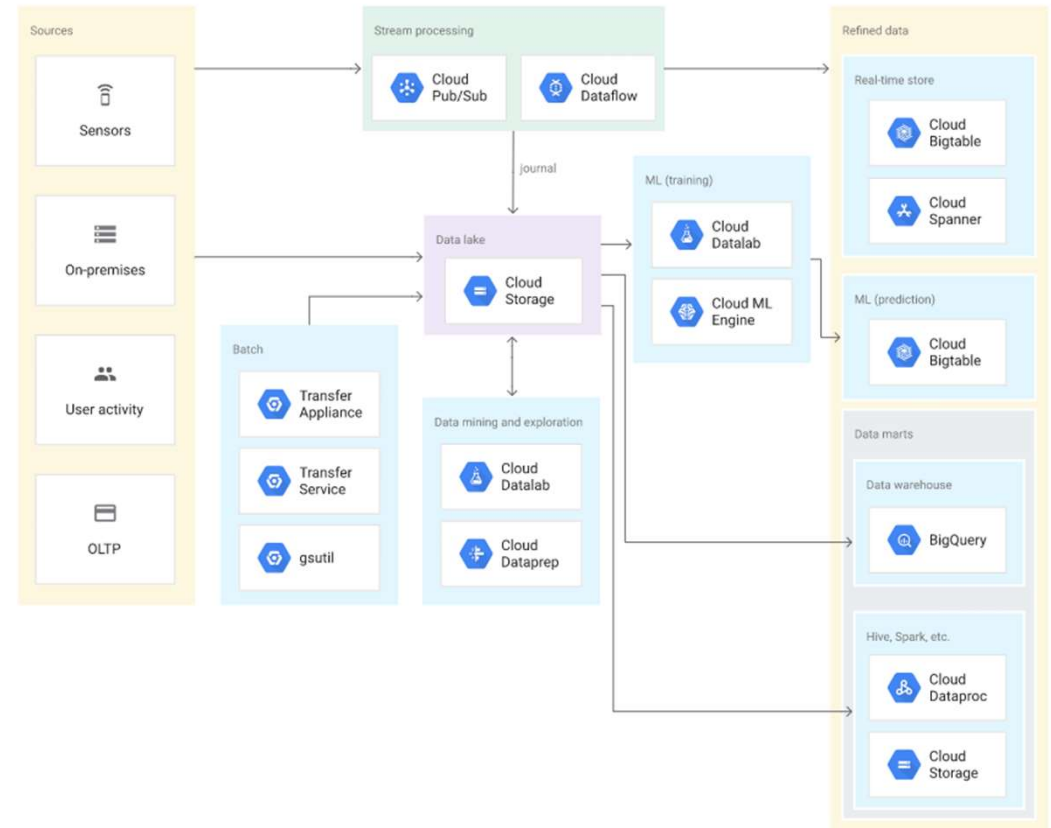 Sources
Sensors
On-premises
User activity
OLTP
Stream processing
Cloud
Pub/Sub
Cloud
Dataflow
journal
Data lake
Cloud
Storage
Batch
Transfer
Appliance
Transfer
Service
gsutil
Data mining and exploration
Cloud
Datalab
Cloud
Dataprep
ML (training)
Cloud
Datalab
Cloud ML
Engine
Refined data
Real-time store
Cloud
Bigtable
Cloud
Spanner
ML (prediction)
Cloud
Bigtable
Data marts
Data warehouse
BigQuery
Hive, Spark, etc.
Cloud
Dataproc
Cloud
Storage